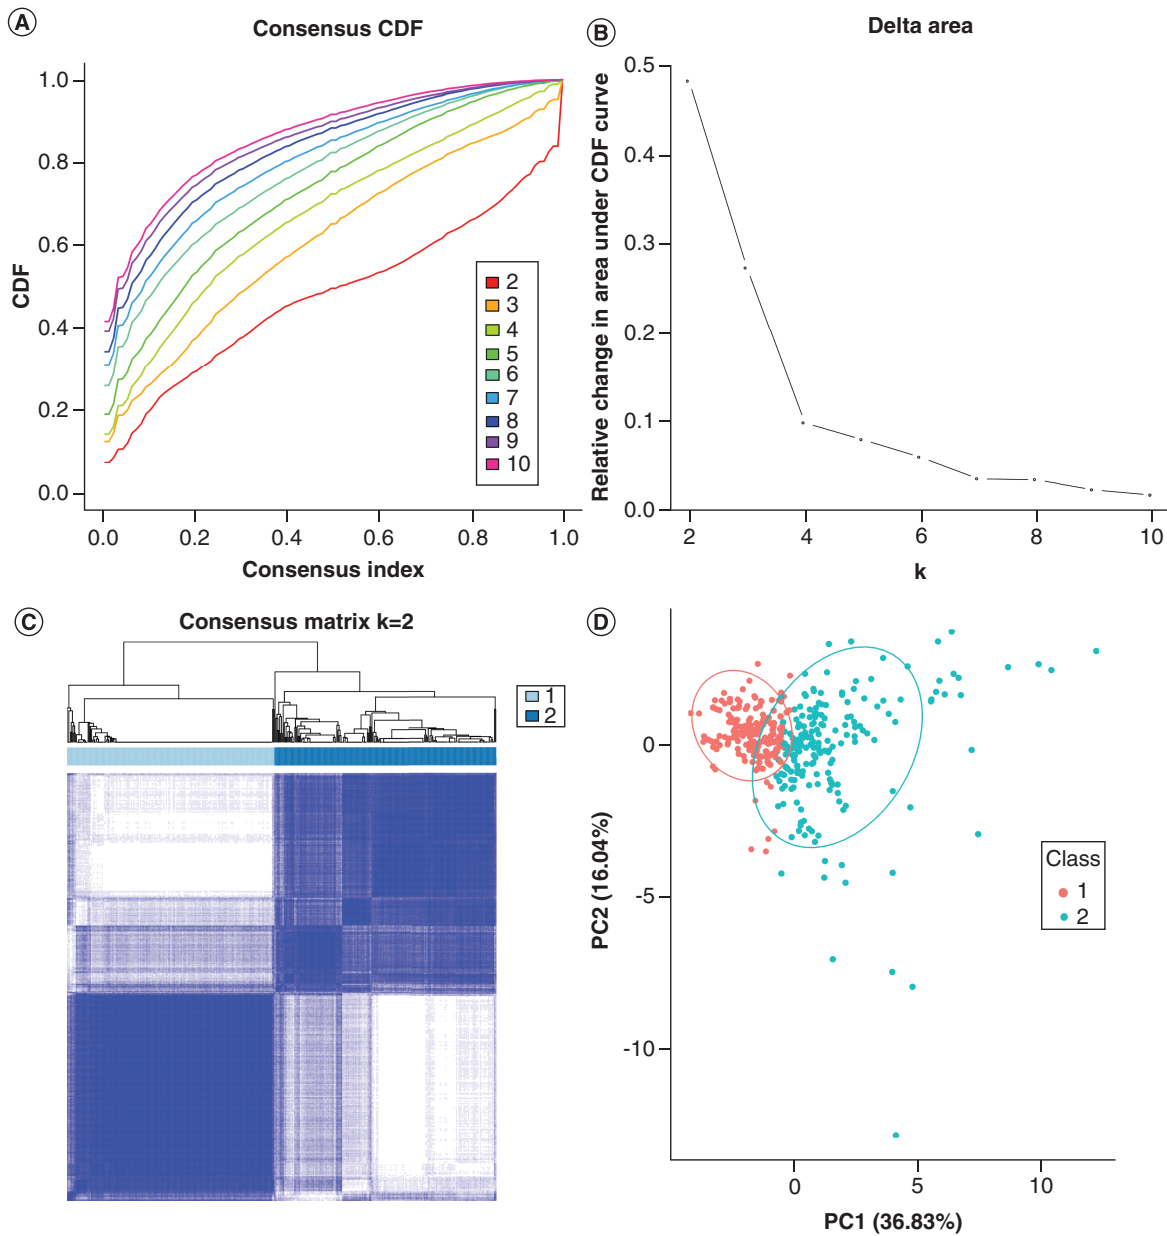 A
Consensus CDF
CDF
1.0
0.8
0.6
0.4
0.2
0.0
0.0 0.2 0.4 0.6 0.8 1.0
Consensus index
2
3
4
5
6
7
8
9
10
B
Delta area
Relative change in area under CDF curve
0.5
0.4
0.3
0.2
0.1
0.0
2 4 6 8 10
k
C
Consensus matrix k=2
1
2
D
PC2 (16.04%)
0
-5
-10
0 5 10
PC1 (36.83%)
Class
1
2